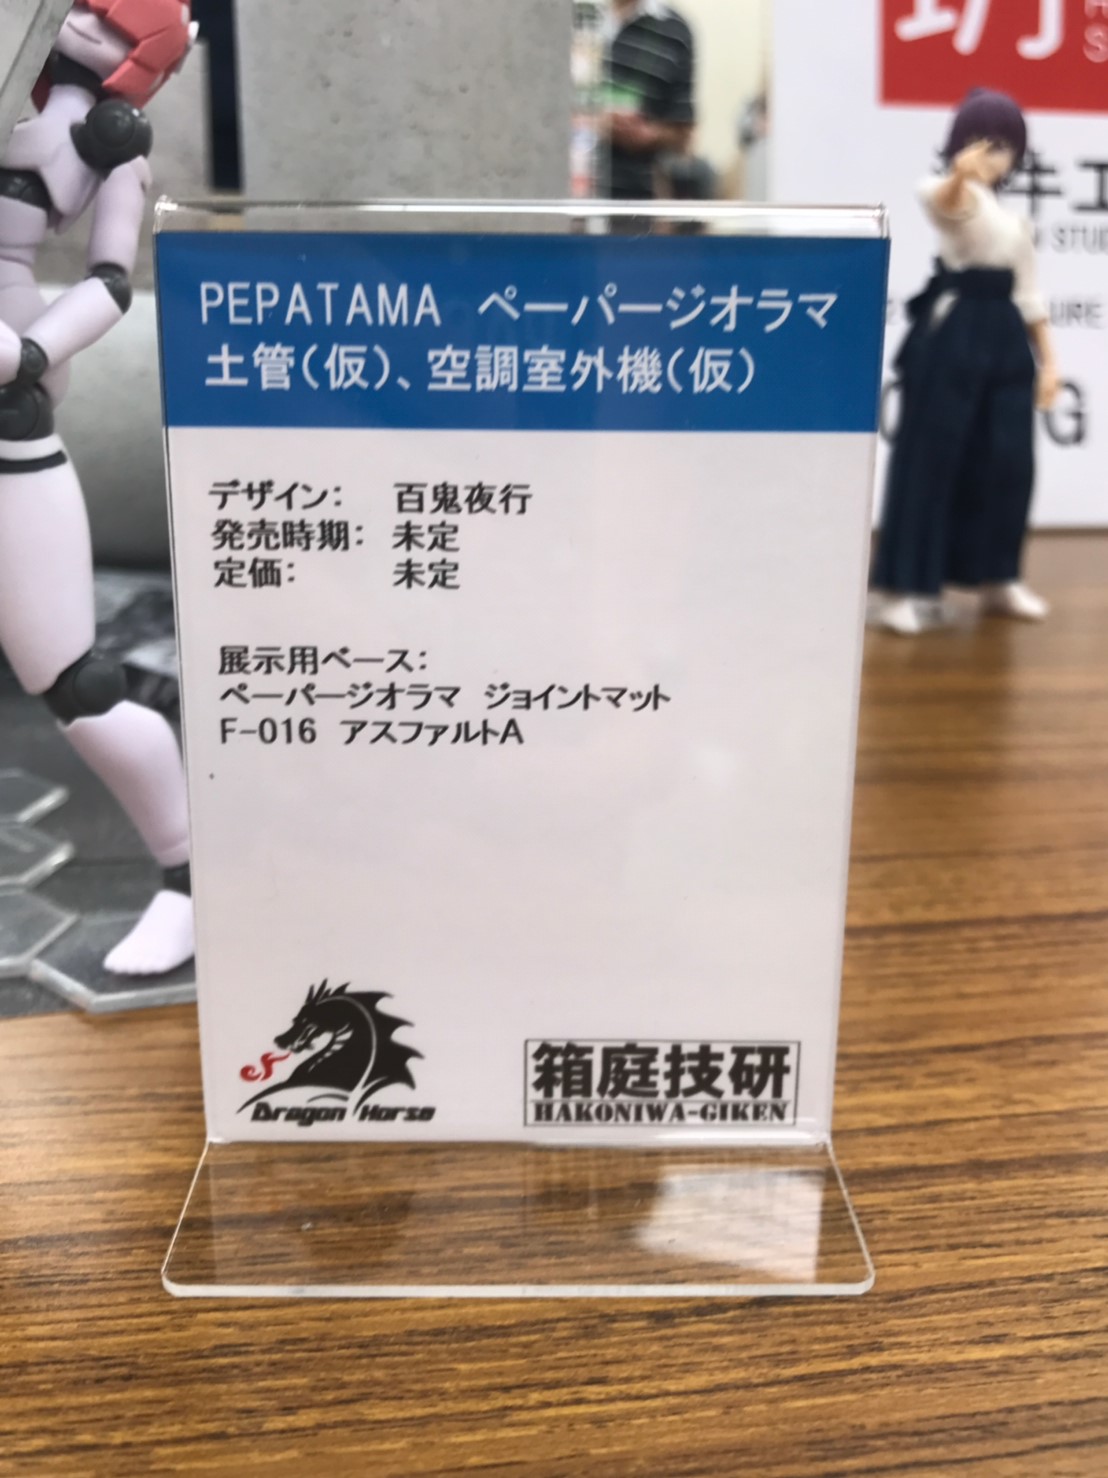 PEPATAMA ペーパージオラマ
土管(仮)、空調室外機(仮)
デザイン: 百鬼夜行
発売時期: 未定
定価: 未定
展示用ベース:
ペーパージオラマ ジョイントマット
F-016 アスファルトA
Dragon Horse
箱庭技研
HAKONIWA-GIKEN